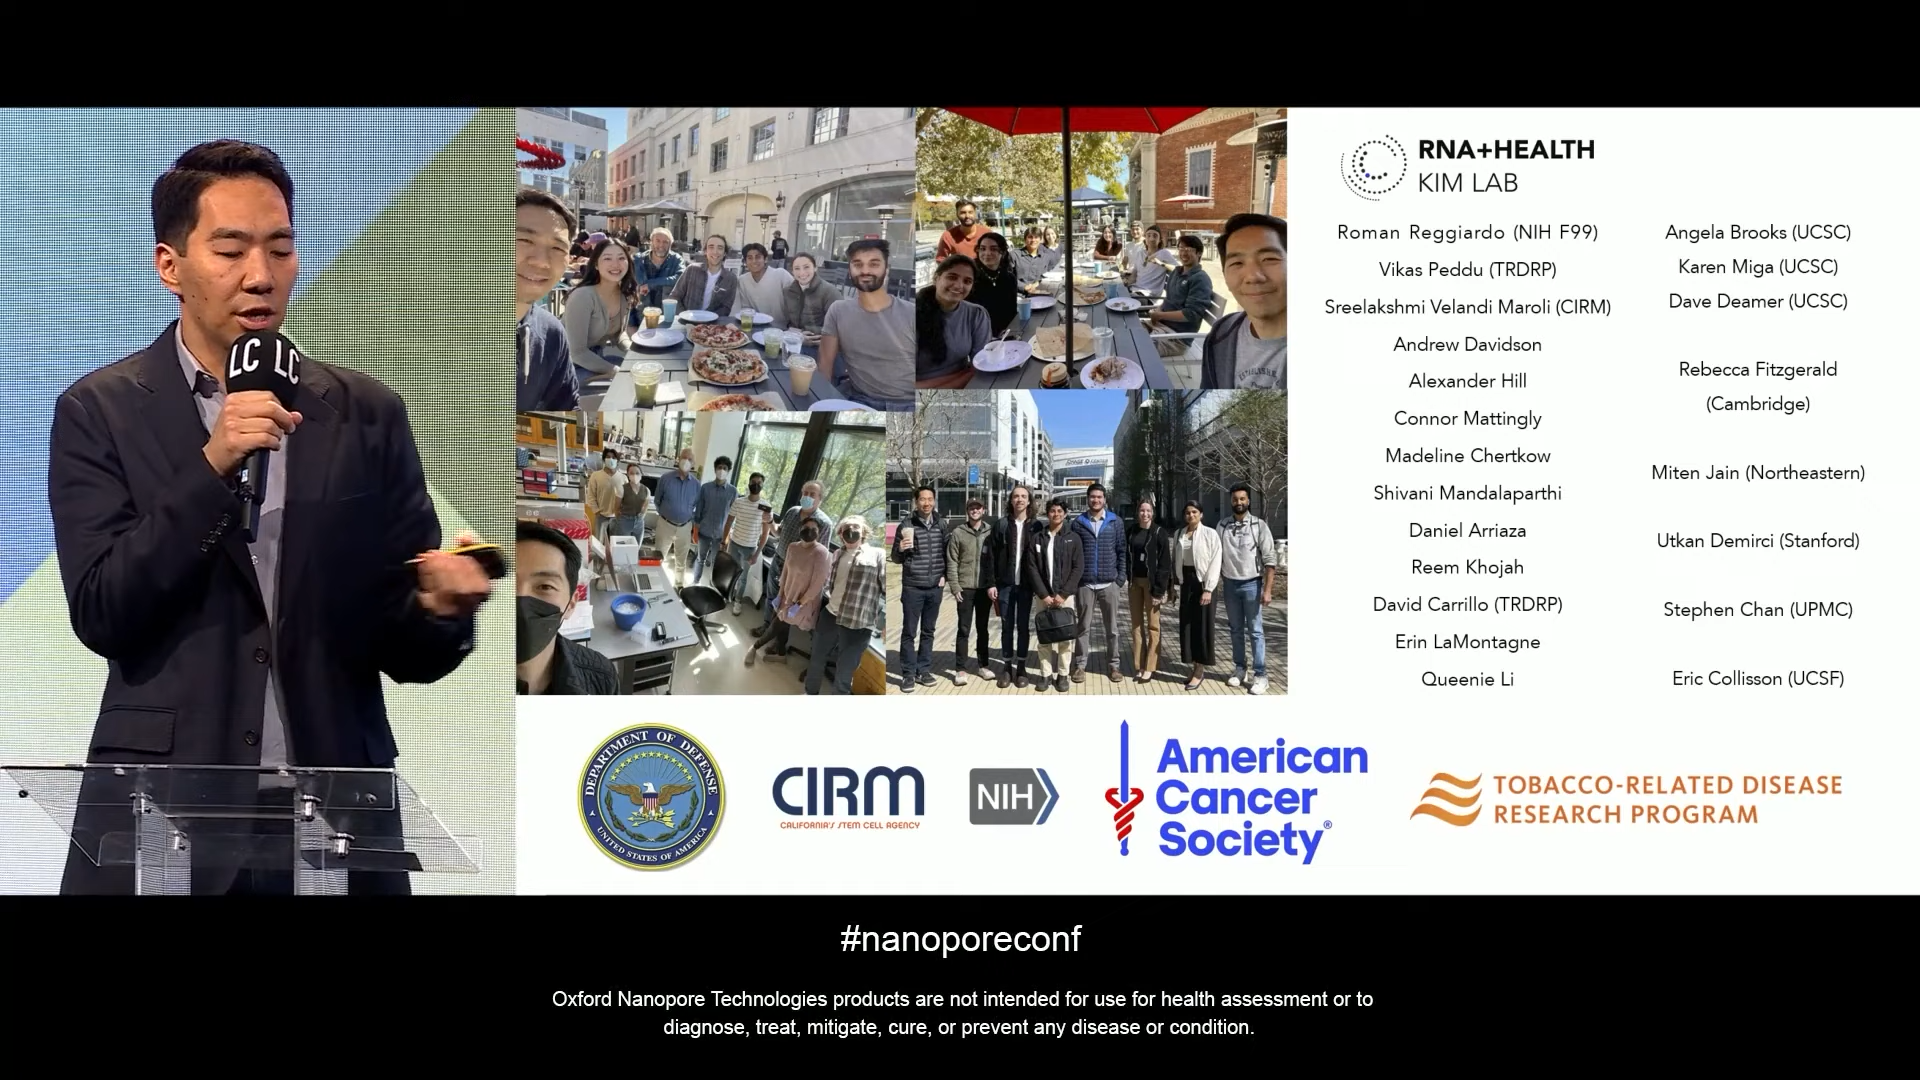 LC LC
RNA+HEALTH
KIM LAB
Roman Reggiardo (NIH F99)
Vikas Peddu (TRDRP)
Sreelakshmi Velandi Maroli (CIRM)
Andrew Davidson
Alexander Hill
Connor Mattingly
Madeline Chertkow
Shivani Mandalaparthi
Daniel Arriaza
Reem Khojah
David Carrillo (TRDRP)
Erin LaMontagne
Queenie Li
Angela Brooks (UCSC)
Karen Miga (UCSC)
Dave Deamer (UCSC)
Rebecca Fitzgerald
(Cambridge)
Miten Jain (Northeastern)
Utkan Demirci (Stanford)
Stephen Chan (UPMC)
Eric Collisson (UCSF)
DEPARTMENT OF DEFENSE
UNITED STATES OF AMERICA
CIRM
CALIFORNIA'S STEM CELL AGENCY
NIH
American
Cancer
Society®
TOBACCO-RELATED DISEASE
RESEARCH PROGRAM
#nanoporeconf
Oxford Nanopore Technologies products are not intended for use for health assessment or to
diagnose, treat, mitigate, cure, or prevent any disease or condition.